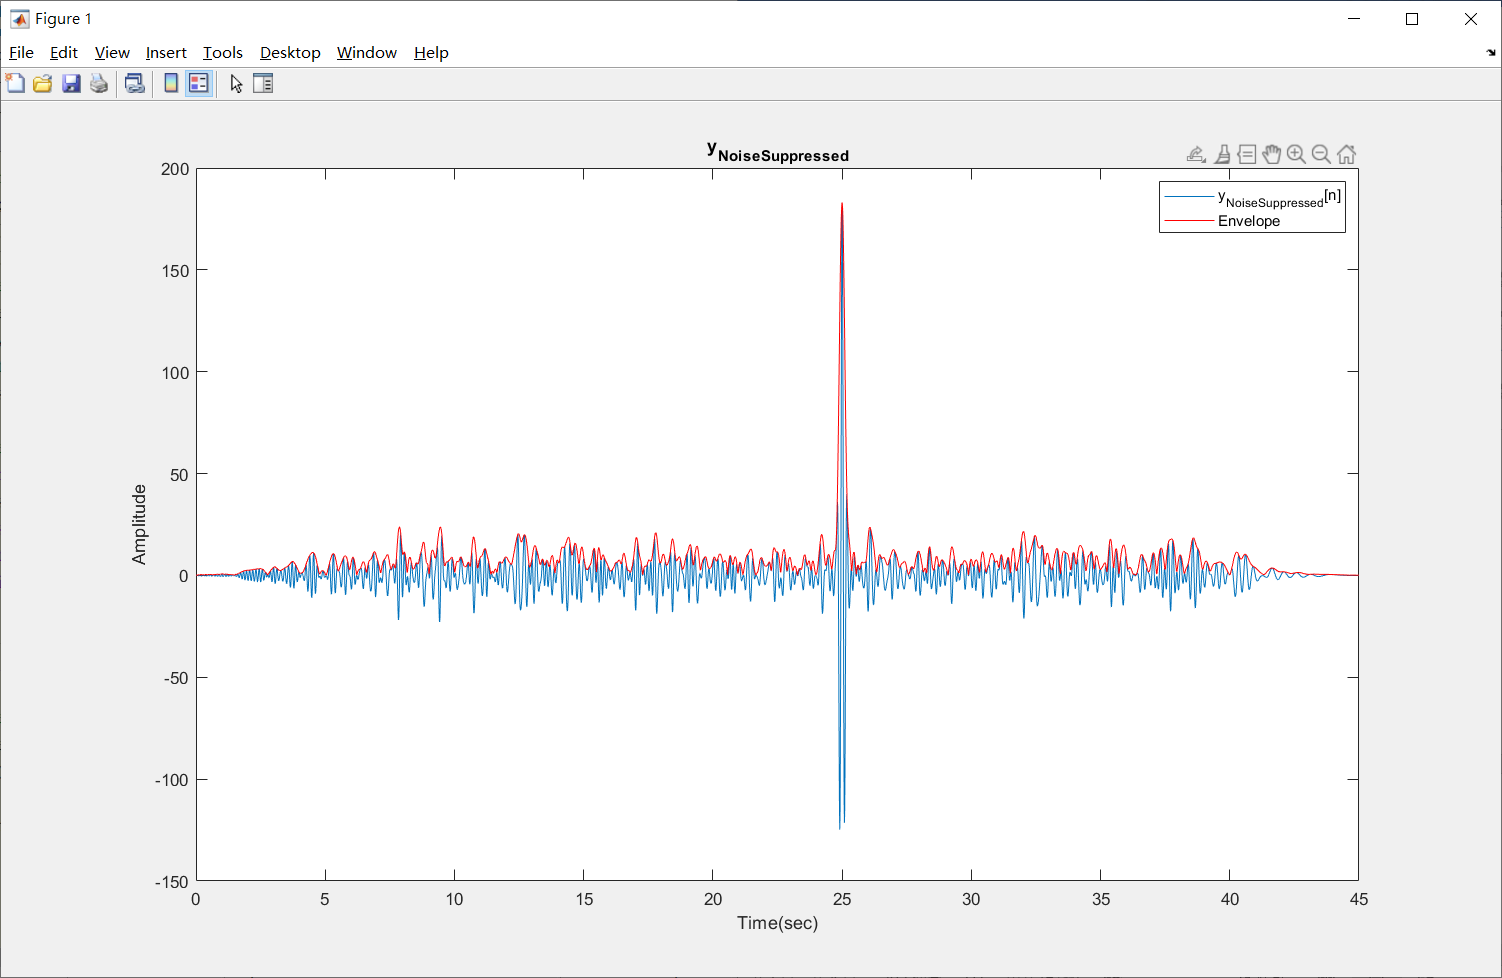 Figure 1
File Edit View Insert Tools Desktop Window Help
yNoiseSuppressed
yNoiseSuppressed[n]
Envelope
200
150
100
50
0
-50
-100
-150
Amplitude
0 5 10 15 20 25 30 35 40 45
Time(sec)